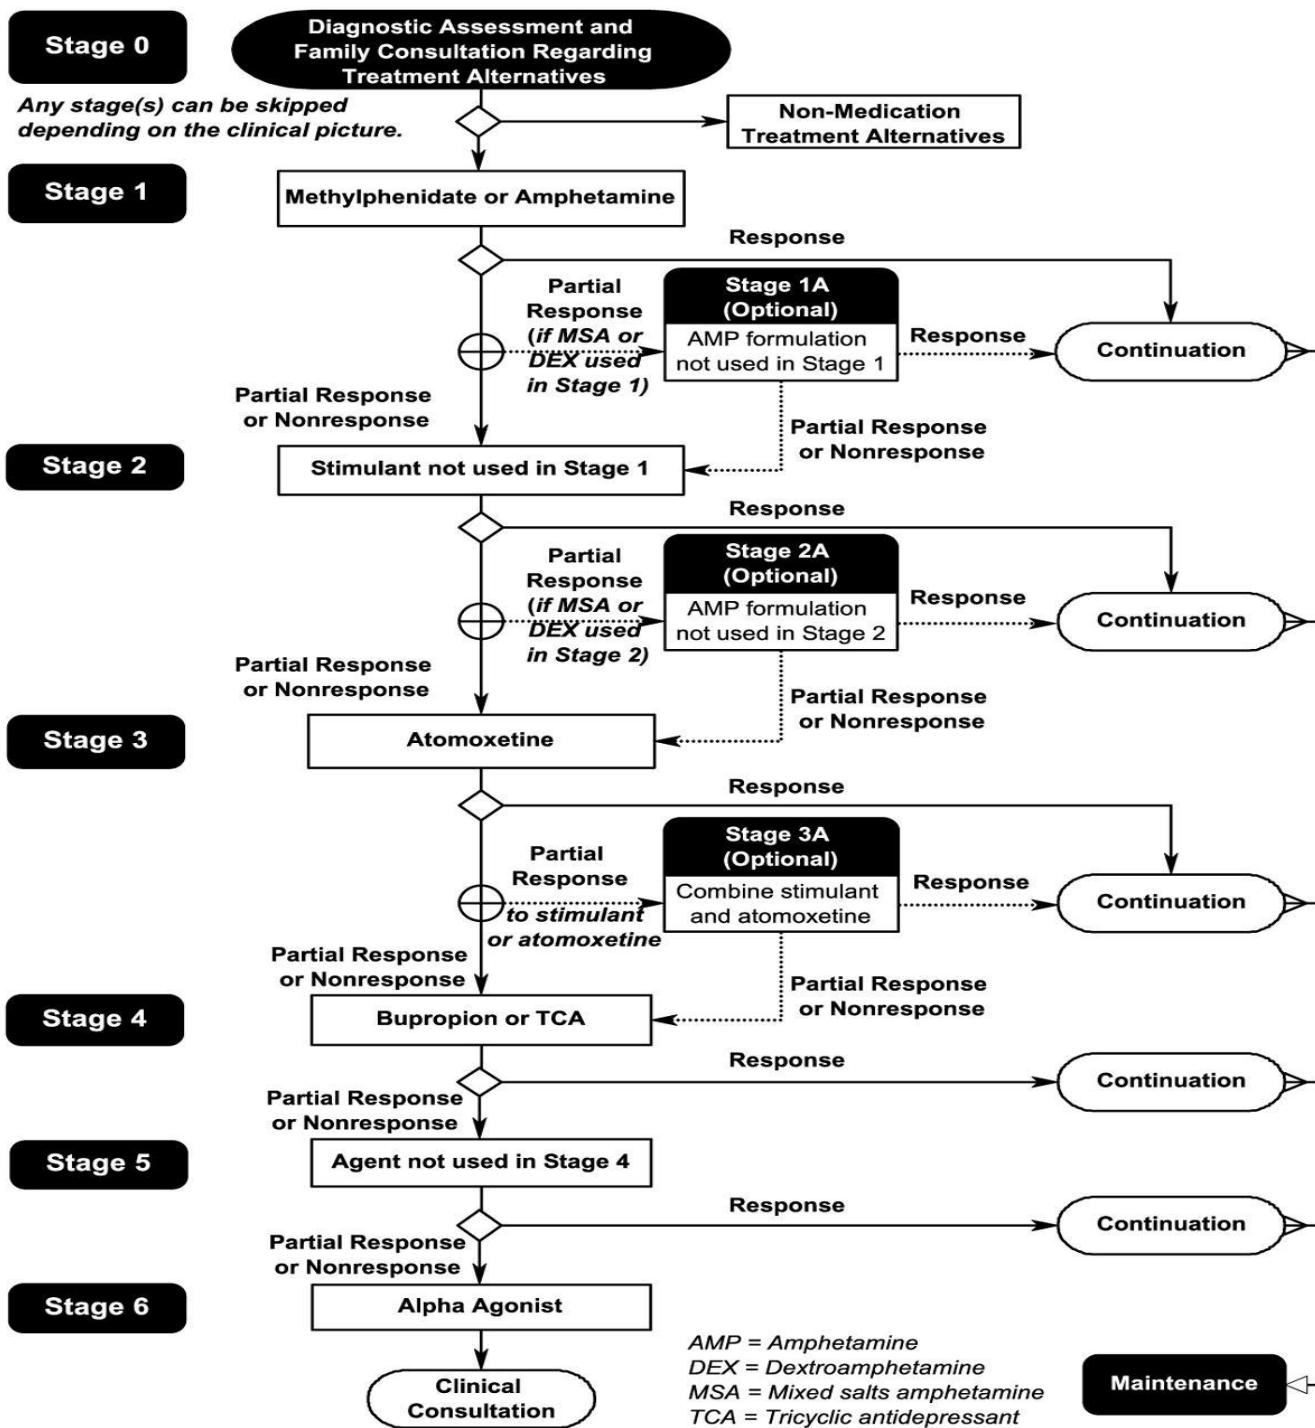 Stage 0
Diagnostic Assessment and
Family Consultation Regarding
Treatment Alternatives
Any stage(s) can be skipped
depending on the clinical picture.
Non-Medication
Treatment Alternatives
Stage 1
Methylphenidate or Amphetamine
Response
Partial
Response
(if MSA or
DEX used
in Stage 1)
Stage 1A
(Optional)
AMP formulation
not used in Stage 1
Response
Continuation
Partial Response
or Nonresponse
Partial Response
or Nonresponse
Stage 2
Stimulant not used in Stage 1
Response
Partial
Response
(if MSA or
DEX used
in Stage 2)
Stage 2A
(Optional)
AMP formulation
not used in Stage 2
Response
Continuation
Partial Response
or Nonresponse
Partial Response
or Nonresponse
Stage 3
Atomoxetine
Response
Partial
Response
to stimulant
or atomoxetine
Stage 3A
(Optional)
Combine stimulant
and atomoxetine
Response
Continuation
Partial Response
or Nonresponse
Partial Response
or Nonresponse
Stage 4
Bupropion or TCA
Response
Continuation
Partial Response
or Nonresponse
Stage 5
Agent not used in Stage 4
Response
Continuation
Partial Response
or Nonresponse
Stage 6
Alpha Agonist
Clinical
Consultation
AMP = Amphetamine
DEX = Dextroamphetamine
MSA = Mixed salts amphetamine
TCA = Tricyclic antidepressant
Maintenance